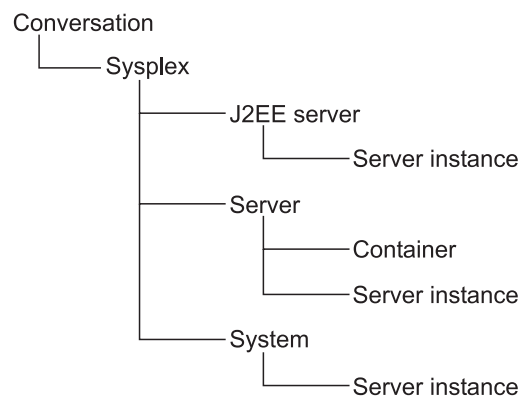 Conversation
Sysplex
J2EE server
Server instance
Server
Container
Server instance
System
Server instance